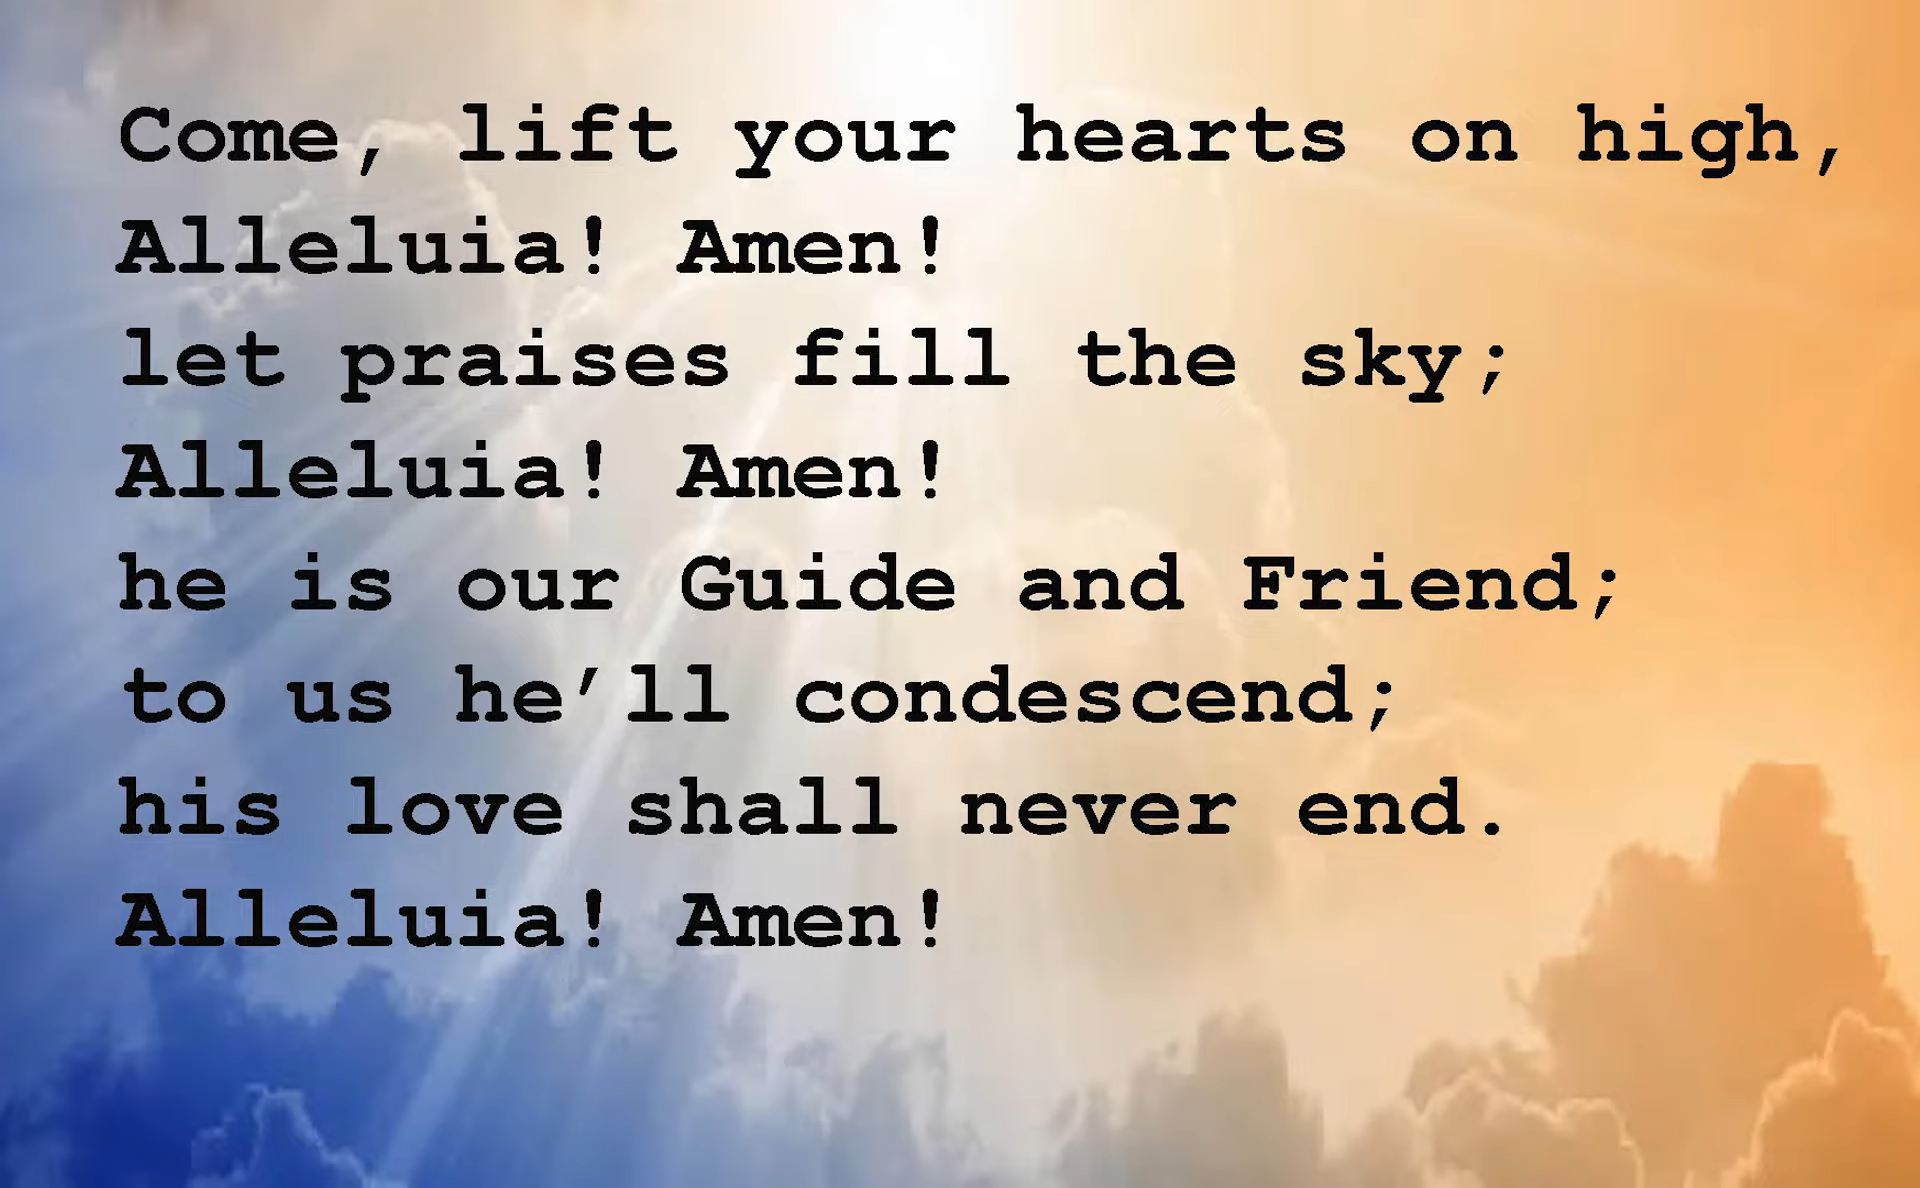 Come, lift your hearts on high,
Alleluia! Amen!
let praises fill the sky;
Alleluia! Amen!
he is our Guide and Friend;
to us he’ll condescend;
his love shall never end.
Alleluia! Amen!